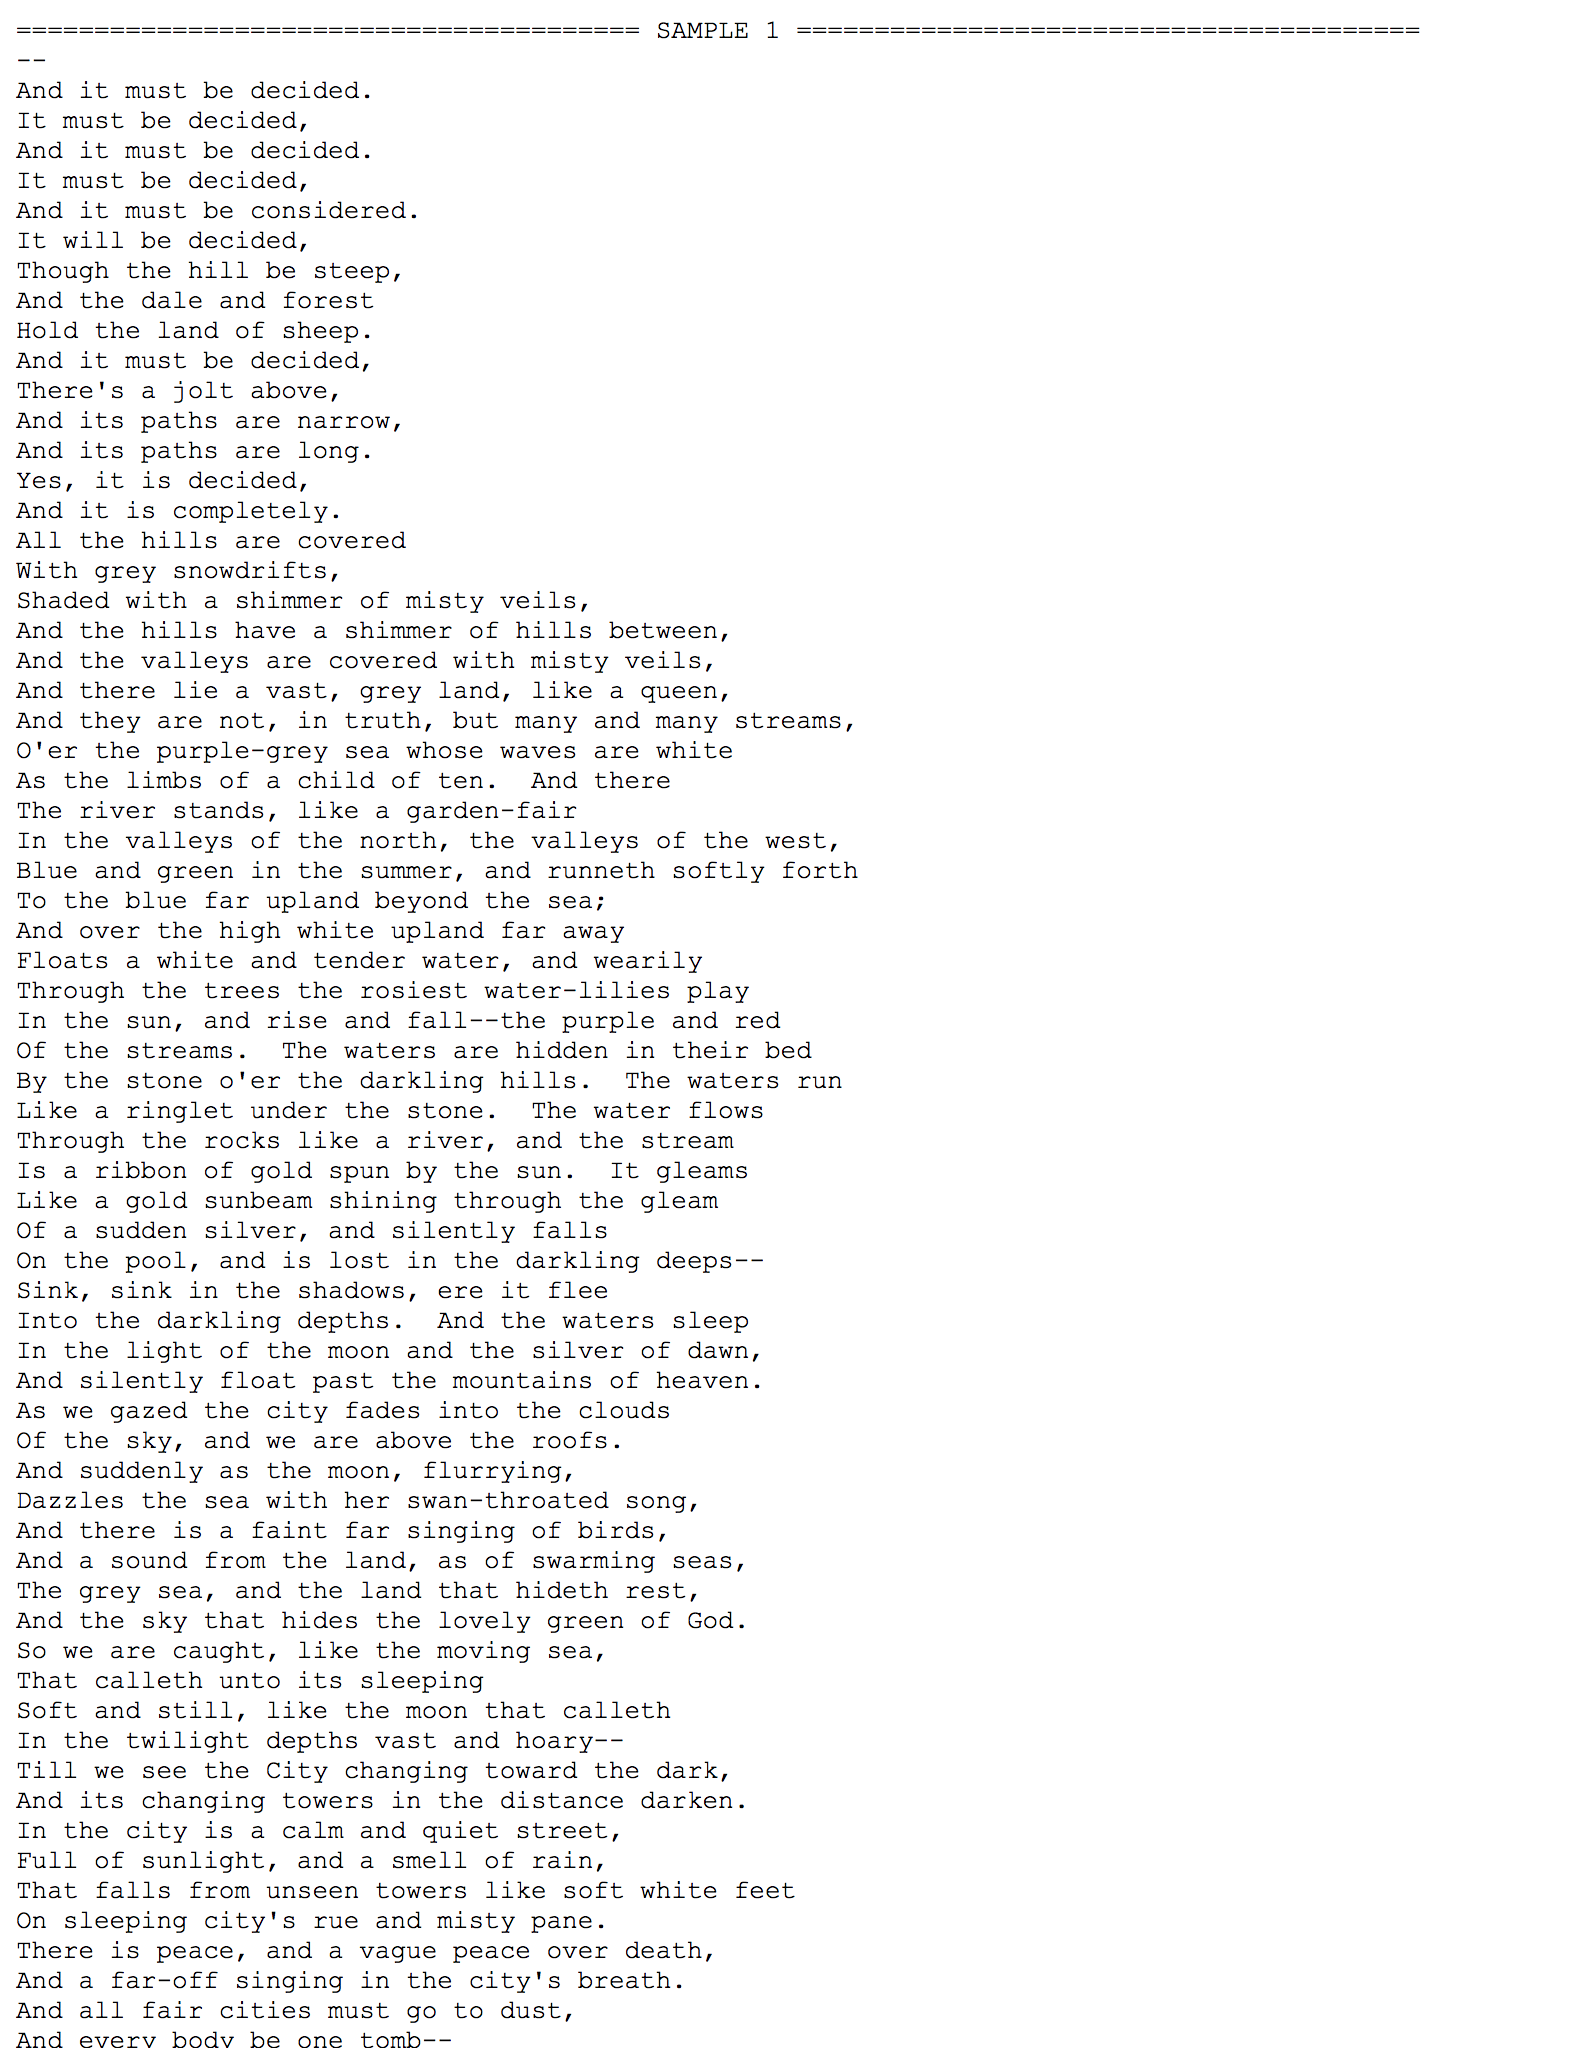 ======================================== SAMPLE 1 ========================================
--
And it must be decided.
It must be decided,
And it must be decided.
It must be decided,
And it must be considered.
It will be decided,
Though the hill be steep,
And the dale and forest
Hold the land of sheep.
And it must be decided,
There's a jolt above,
And its paths are narrow,
And its paths are long.
Yes, it is decided,
And it is completely.
All the hills are covered
With grey snowdrifts,
Shaded with a shimmer of misty veils,
And the hills have a shimmer of hills between,
And the valleys are covered with misty veils,
And there lie a vast, grey land, like a queen,
And they are not, in truth, but many and many streams,
O'er the purple-grey sea whose waves are white
As the limbs of a child of ten.  And there
The river stands, like a garden-fair
In the valleys of the north, the valleys of the west,
Blue and green in the summer, and runneth softly forth
To the blue far upland beyond the sea;
And over the high white upland far away
Floats a white and tender water, and wearily
Through the trees the rosiest water-lilies play
In the sun, and rise and fall--the purple and red
Of the streams.  The waters are hidden in their bed
By the stone o'er the darkling hills.  The waters run
Like a ringlet under the stone.  The water flows
Through the rocks like a river, and the stream
Is a ribbon of gold spun by the sun.  It gleams
Like a gold sunbeam shining through the gleam
Of a sudden silver, and silently falls
On the pool, and is lost in the darkling deeps--
Sink, sink in the shadows, ere it flee
Into the darkling depths.  And the waters sleep
In the light of the moon and the silver of dawn,
And silently float past the mountains of heaven.
As we gazed the city fades into the clouds
Of the sky, and we are above the roofs.
And suddenly as the moon, flurrying,
Dazzles the sea with her swan-throated song,
And there is a faint far singing of birds,
And a sound from the land, as of swarming seas,
The grey sea, and the land that hideth rest,
And the sky that hides the lovely green of God.
So we are caught, like the moving sea,
That calleth unto its sleeping
Soft and still, like the moon that calleth
In the twilight depths vast and hoary--
Till we see the City changing toward the dark,
And its changing towers in the distance darken.
In the city is a calm and quiet street,
Full of sunlight, and a smell of rain,
That falls from unseen towers like soft white feet
On sleeping city's rue and misty pane.
There is peace, and a vague peace over death,
And a far-off singing in the city's breath.
And all fair cities must go to dust,
And every body be one tomb--